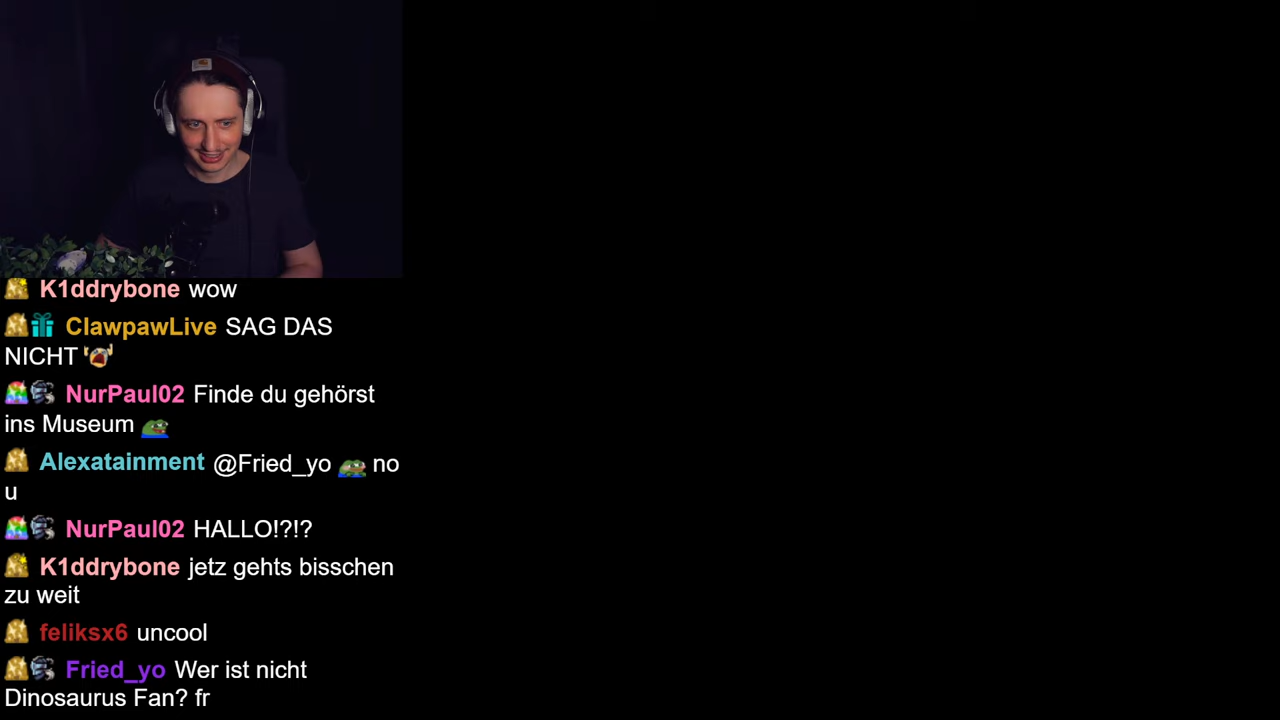 K1ddrybone wow
ClawpawLive SAG DAS
NICHT
NurPaul02 Finde du gehörst
ins Museum
Alexatainment @Fried_yo no
u
NurPaul02 HALLO!?!?
K1ddrybone jetz gehts bisschen
zu weit
feliksx6 uncool
Fried_yo Wer ist nicht
Dinosaurus Fan? fr